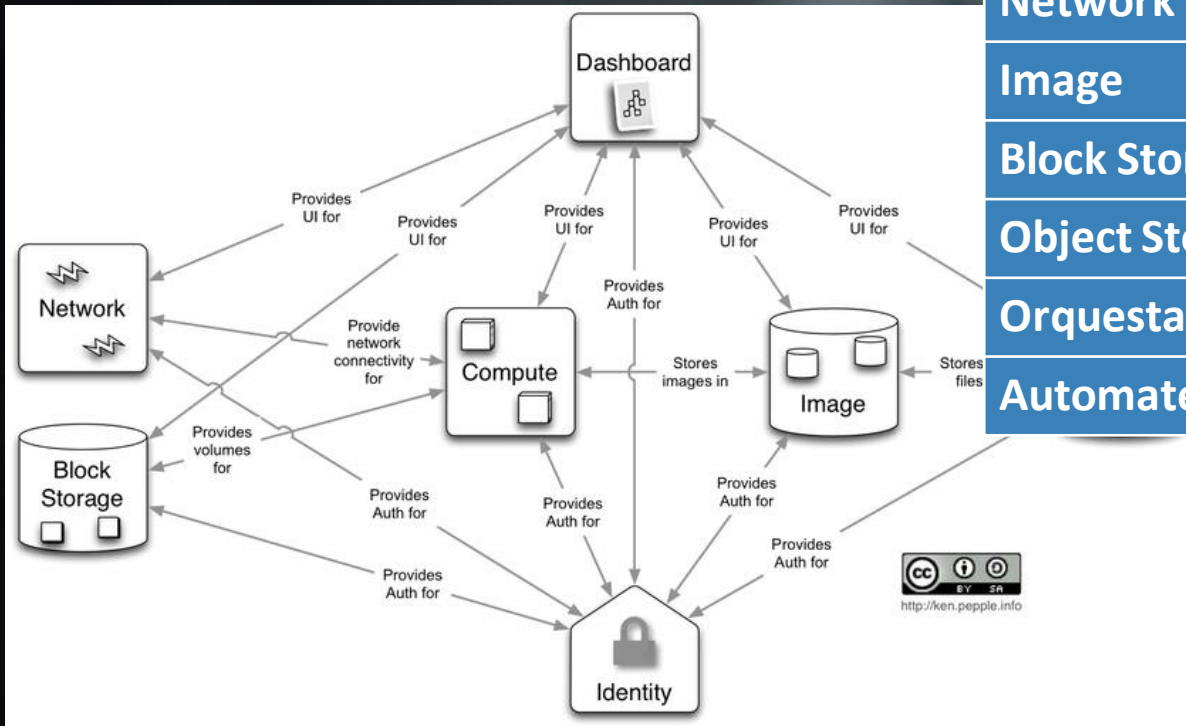 Dashboard
Provides
UI for
Provides
UI for
Provides
UI for
Provides
UI for
Provides
UI for
Network
Provides
Auth for
Provide
network
connectivity
for
Compute
Stores
images in
Image
Stores
files
Provides
volumes
for
Block
Storage
Provides
Auth for
Provides
Auth for
Provides
Auth for
Provides
Auth for
Provides
Auth for
Identity
cc
BY SA
http://ken.pepple.info
Network
Image
Block Stor
Object Sto
Orquesta
Automate